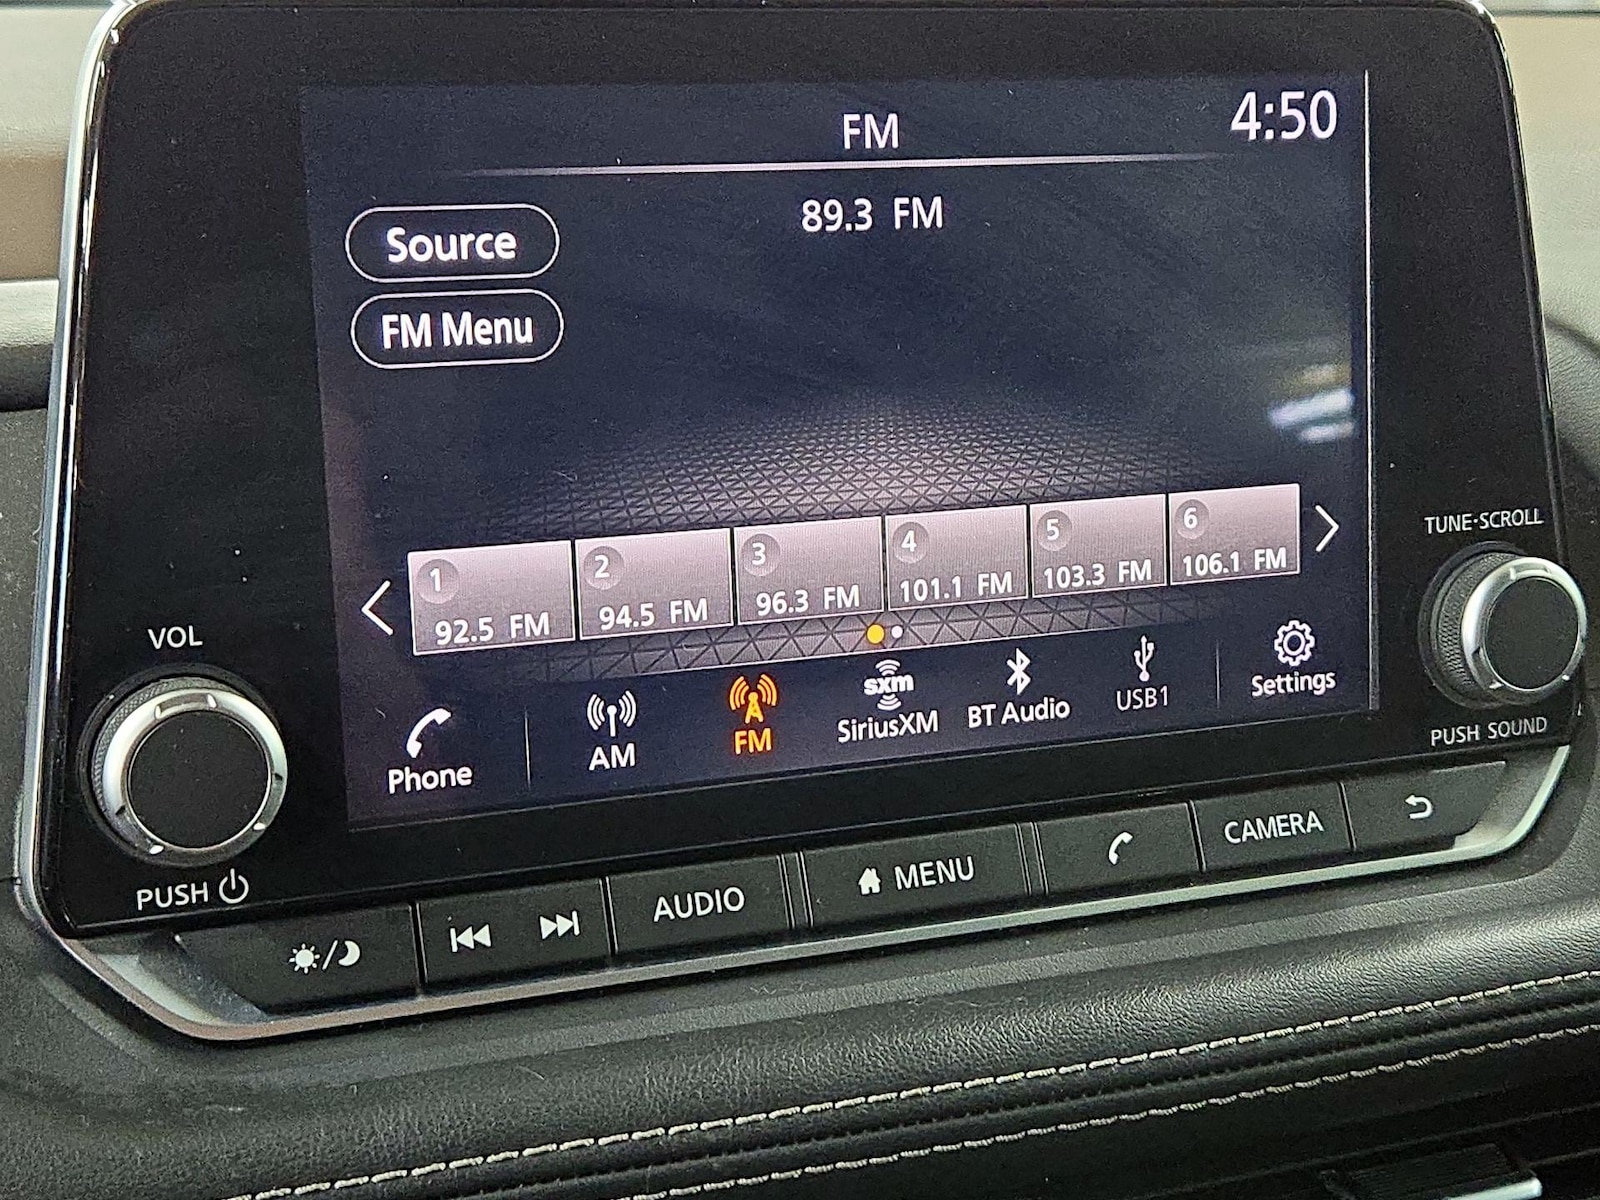 FM
4:50
89.3 FM
Source
FM Menu
1
92.5 FM
2
94.5 FM
3
96.3 FM
4
101.1 FM
5
103.3 FM
6
106.1 FM
Phone
AM
FM
sxm
SiriusXM
BT Audio
USB1
Settings
VOL
PUSH
TUNE·SCROLL
PUSH SOUND
AUDIO
MENU
CAMERA